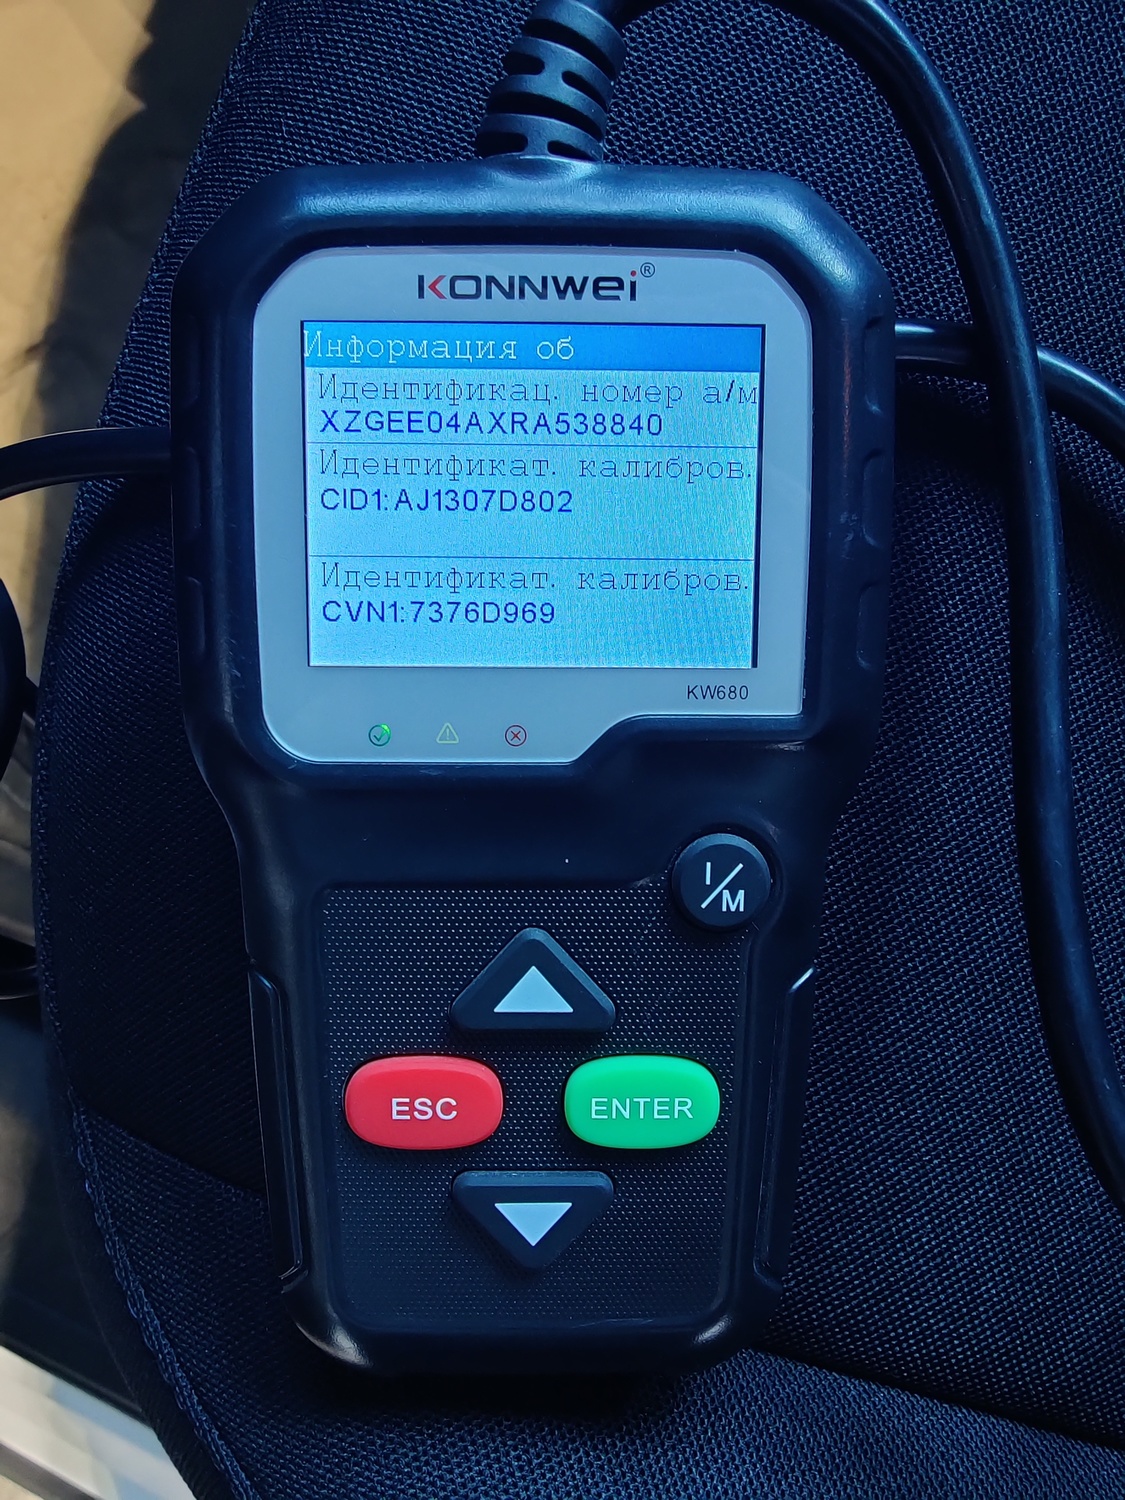 KONNWEI®
Информация об
Идентификац. номер а/м
XZGEE04AXRA538840
Идентификат. калибров.
CID1:AJ1307D802
Идентификат. калибров.
CVN1:7376D969
KW680
I/M
ESC
ENTER